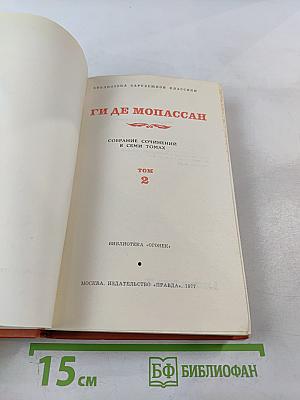 БИБЛИОТЕКА ЗАРУБЕЖНОЙ КЛАССИКИ
ГИ ДЕ МОПАССАН
СОБРАНИЕ СОЧИНЕНИЙ
В СЕМИ ТОМАХ
ТОМ
2
БИБЛИОТЕКА «ОГОНЕК»
МОСКВА. ИЗДАТЕЛЬСТВО «ПРАВДА». 1977
15 см
БФ БИБЛИОФАН